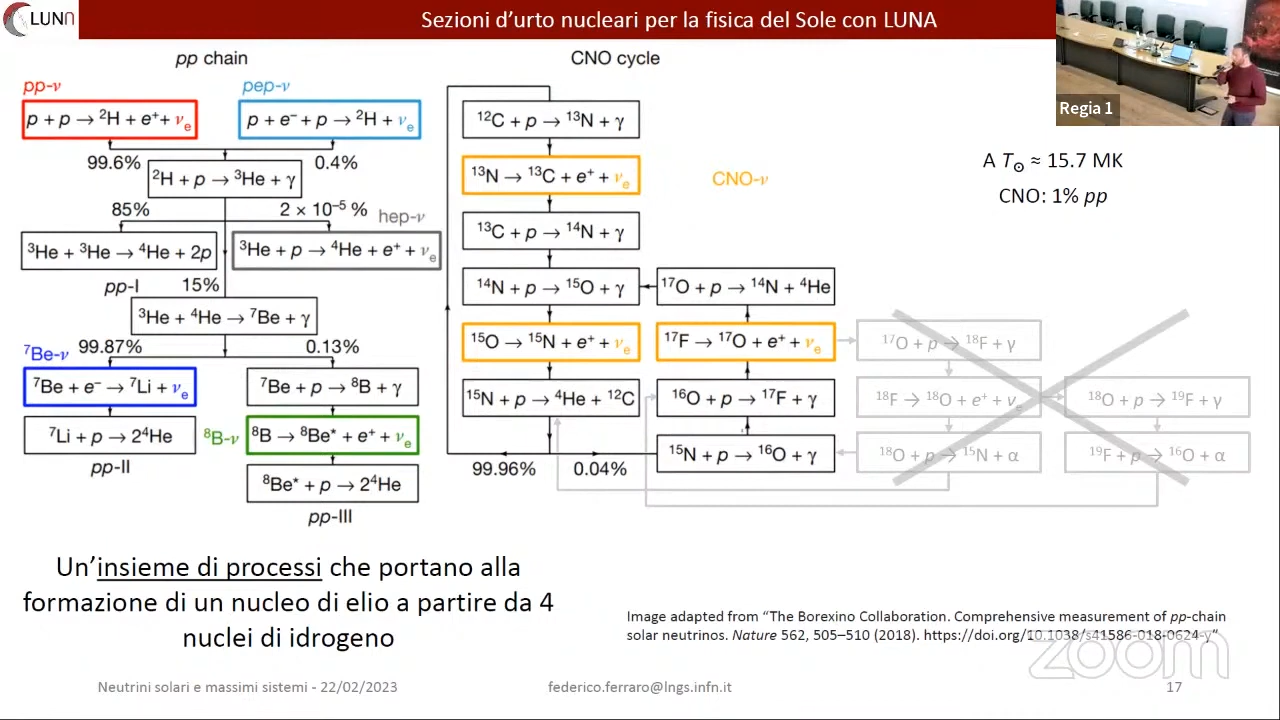 LUNA
Sezioni d'urto nucleari per la fisica del Sole con LUNA
Regia 1
pp chain
CNO cycle
pp-ν
pep-ν
p + p → ²H + e⁺ + νₑ
p + e⁻ + p → ²H + νₑ
99.6%
0.4%
²H + p → ³He + γ
85%
2 × 10⁻⁵ %
hep-ν
³He + ³He → ⁴He + 2p
³He + p → ⁴He + e⁺ + νₑ
pp-I
15%
³He + ⁴He → ⁷Be + γ
⁷Be-ν
99.87%
0.13%
⁷Be + e⁻ → ⁷Li + νₑ
⁷Be + p → ⁸B + γ
⁷Li + p → 2⁴He
⁸B-ν
⁸B → ⁸Be* + e⁺ + νₑ
pp-II
⁸Be* + p → 2⁴He
pp-III
¹²C + p → ¹³N + γ
¹³N → ¹³C + e⁺ + νₑ
CNO-ν
¹³C + p → ¹⁴N + γ
¹⁴N + p → ¹⁵O + γ
¹⁷O + p → ¹⁴N + ⁴He
¹⁵O → ¹⁵N + e⁺ + νₑ
¹⁷F → ¹⁷O + e⁺ + νₑ
¹⁷O + p → ¹⁸F + γ
¹⁵N + p → ⁴He + ¹²C
¹⁶O + p → ¹⁷F + γ
¹⁸F → ¹⁸O + e⁺ + νₑ
¹⁸O + p → ¹⁹F + γ
99.96%
0.04%
¹⁵N + p → ¹⁶O + γ
¹⁸O + p → ¹⁵N + α
¹⁹F + p → ¹⁶O + α
A T☉ ≈ 15.7 MK
CNO: 1% pp
Un'insieme di processi che portano alla
formazione di un nucleo di elio a partire da 4
nuclei di idrogeno
Image adapted from “The Borexino Collaboration. Comprehensive measurement of pp-chain
solar neutrinos. Nature 562, 505–510 (2018). https://doi.org/10.1038/s41586-018-0624-y”
zoom
Neutrini solari e massimi sistemi - 22/02/2023
federico.ferraro@lngs.infn.it
17